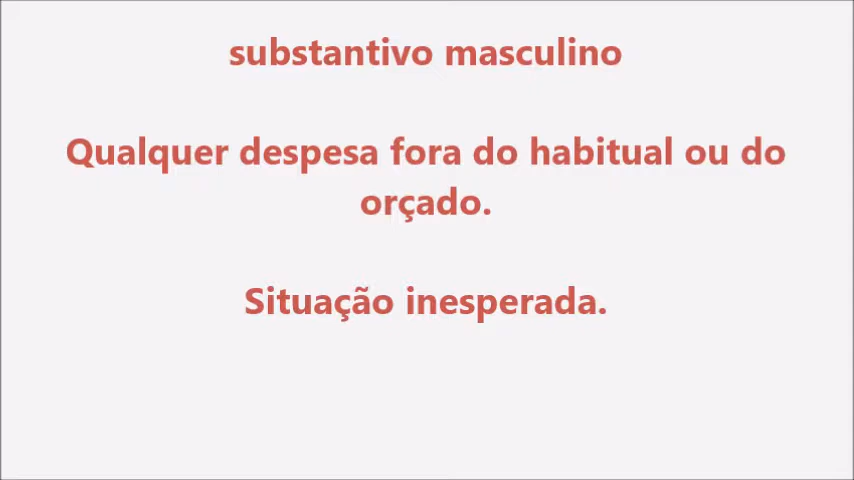 substantivo masculino
Qualquer despesa fora do habitual ou do
orçado.
Situação inesperada.